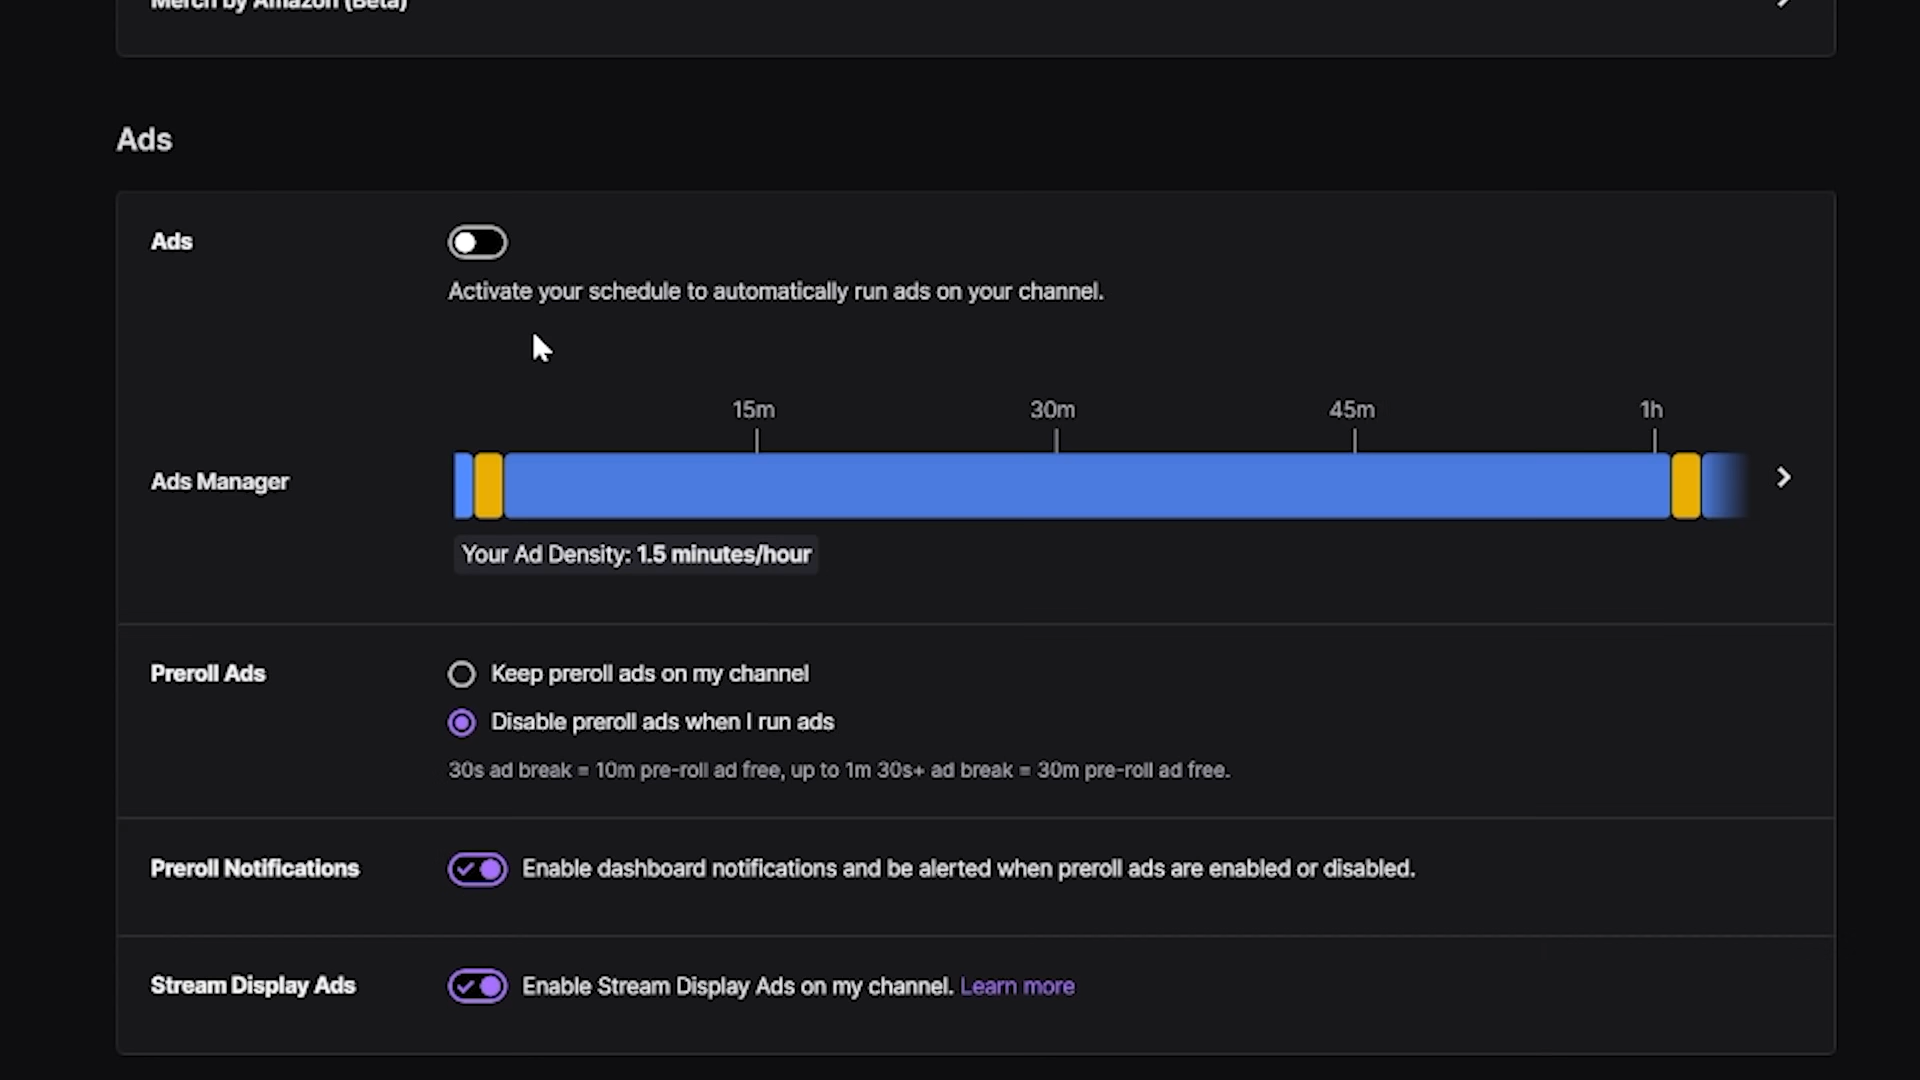 Merch by Amazon (Beta)
Ads
Ads
Activate your schedule to automatically run ads on your channel.
15m 30m 45m 1h
Ads Manager
Your Ad Density: 1.5 minutes/hour
Preroll Ads
Keep preroll ads on my channel
Disable preroll ads when I run ads
30s ad break = 10m pre-roll ad free, up to 1m 30s+ ad break = 30m pre-roll ad free.
Preroll Notifications
Enable dashboard notifications and be alerted when preroll ads are enabled or disabled.
Stream Display Ads
Enable Stream Display Ads on my channel. Learn more